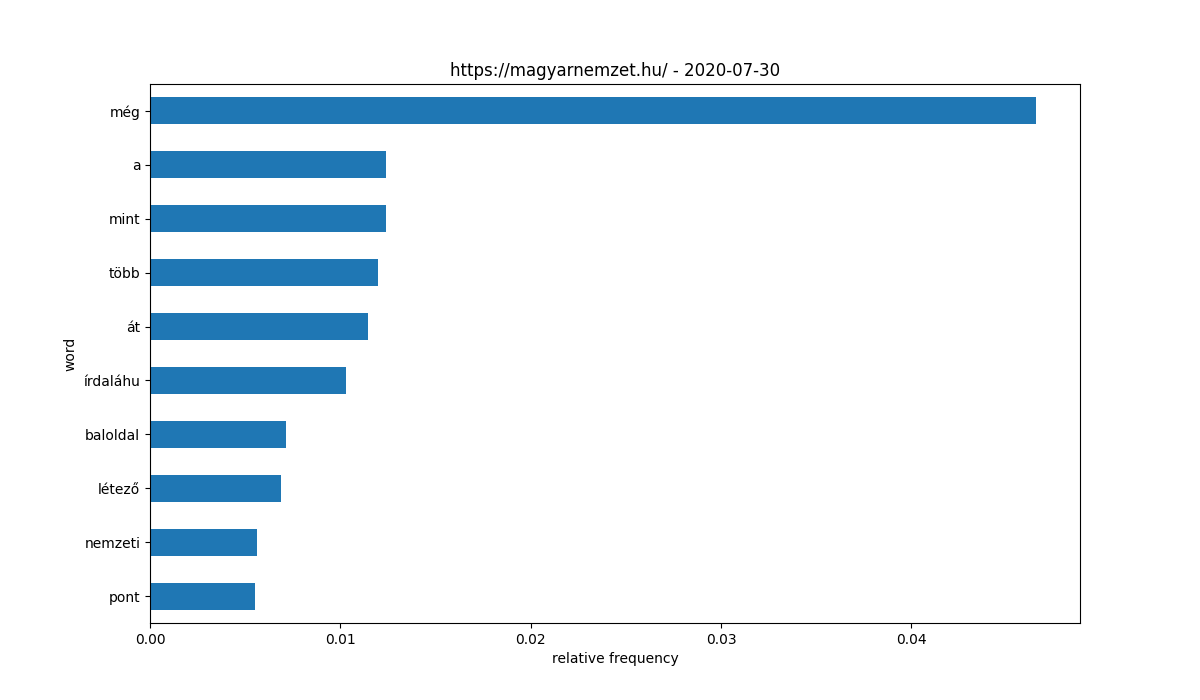 https://magyarnemzet.hu/ - 2020-07-30
még
a
mint
több
át
írdaláhu
baloldal
létező
nemzeti
pont
word
0.00 0.01 0.02 0.03 0.04
relative frequency